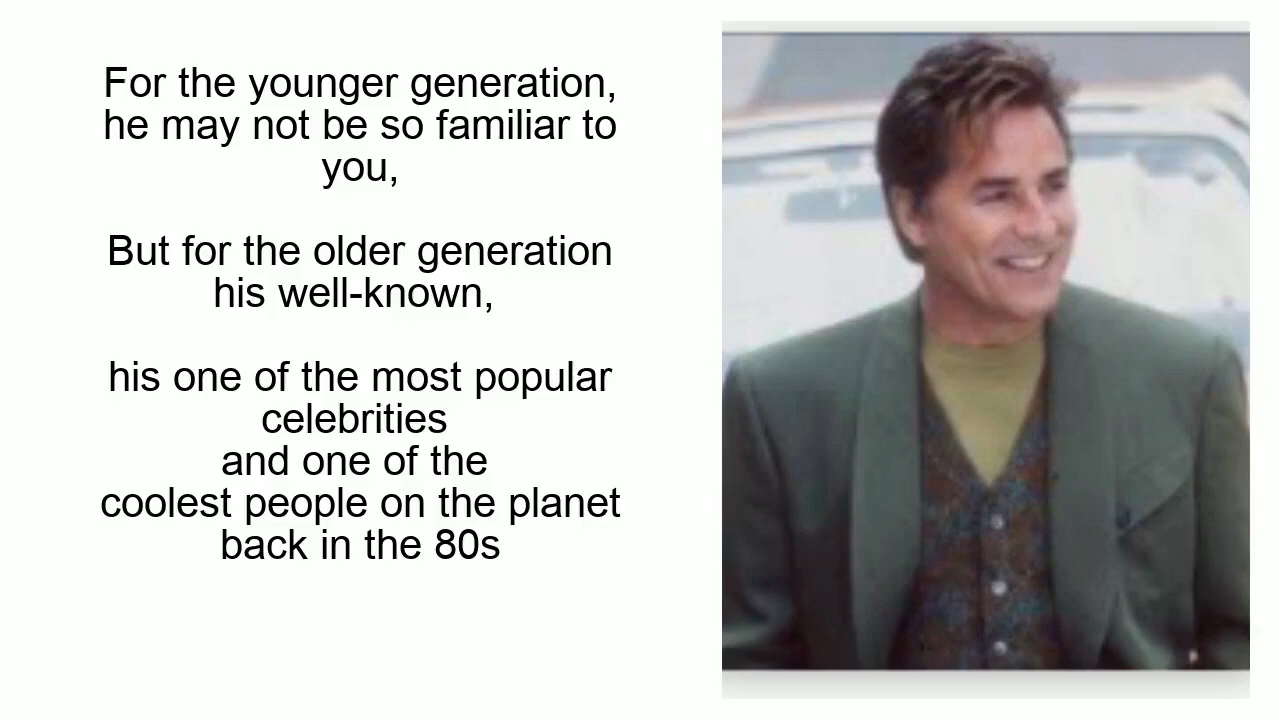 For the younger generation,
he may not be so familiar to
you,
But for the older generation
his well-known,
his one of the most popular
celebrities
and one of the
coolest people on the planet
back in the 80s